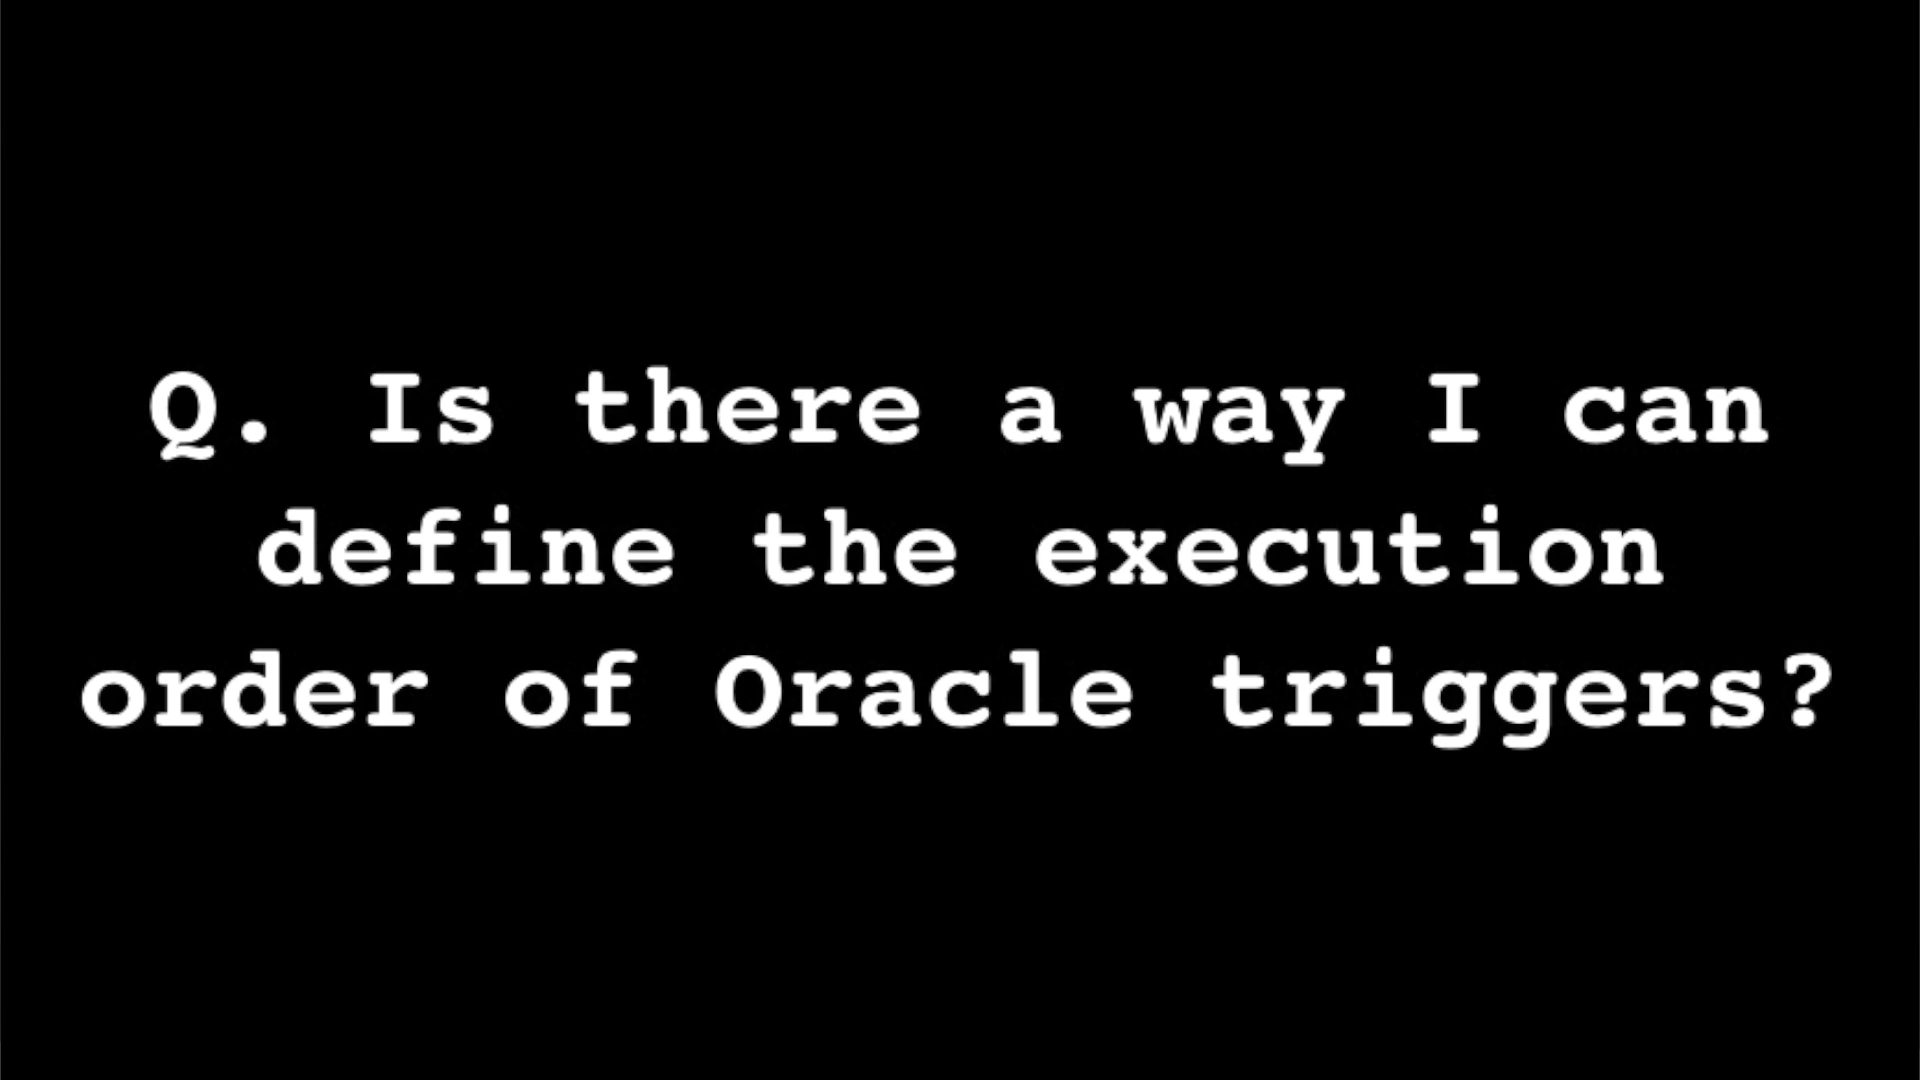 Q. Is there a way I can
define the execution
order of Oracle triggers?